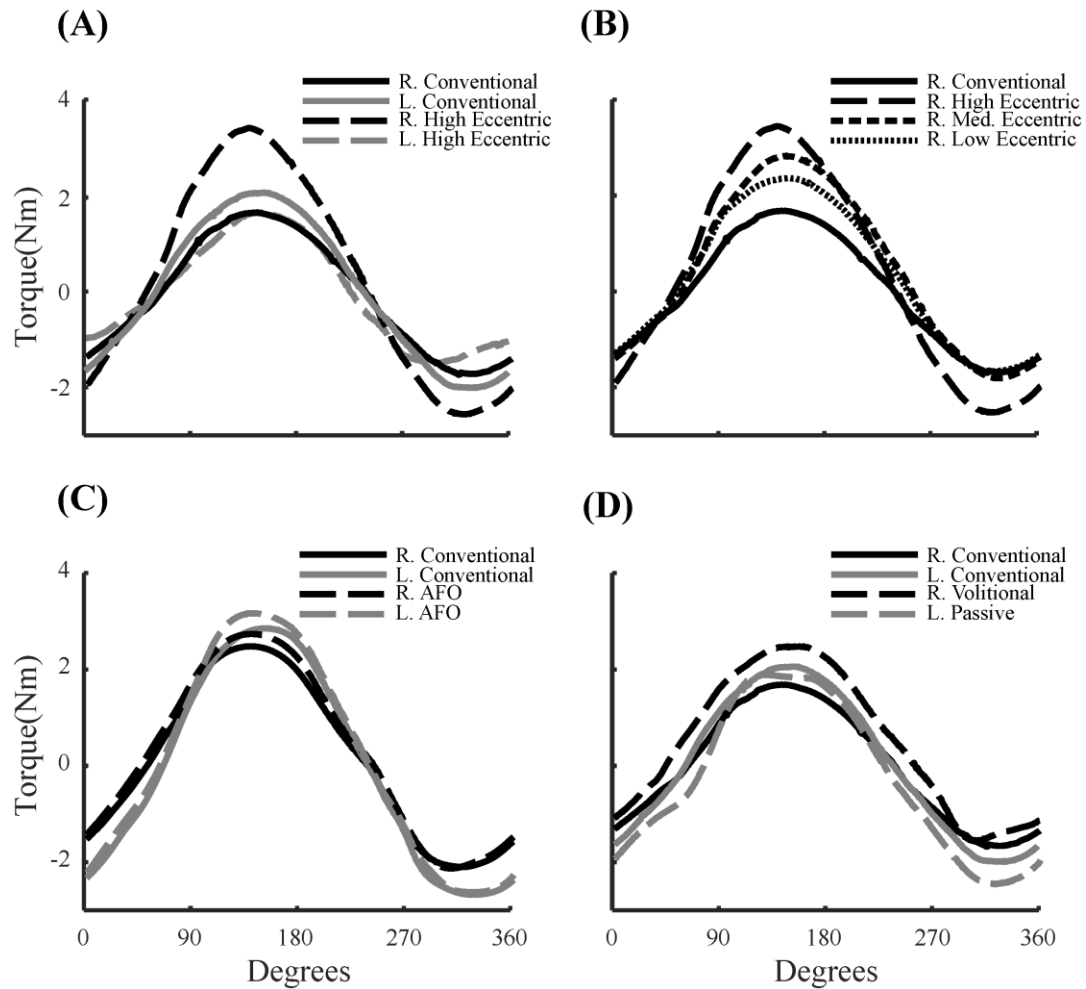 (A)
R. Conventional
L. Conventional
R. High Eccentric
L. High Eccentric
4
2
0
-2
Torque(Nm)
(B)
R. Conventional
R. High Eccentric
R. Med. Eccentric
R. Low Eccentric
(C)
R. Conventional
L. Conventional
R. AFO
L. AFO
4
2
0
-2
Torque(Nm)
0 90 180 270 360
Degrees
(D)
R. Conventional
L. Conventional
R. Volitional
L. Passive
0 90 180 270 360
Degrees